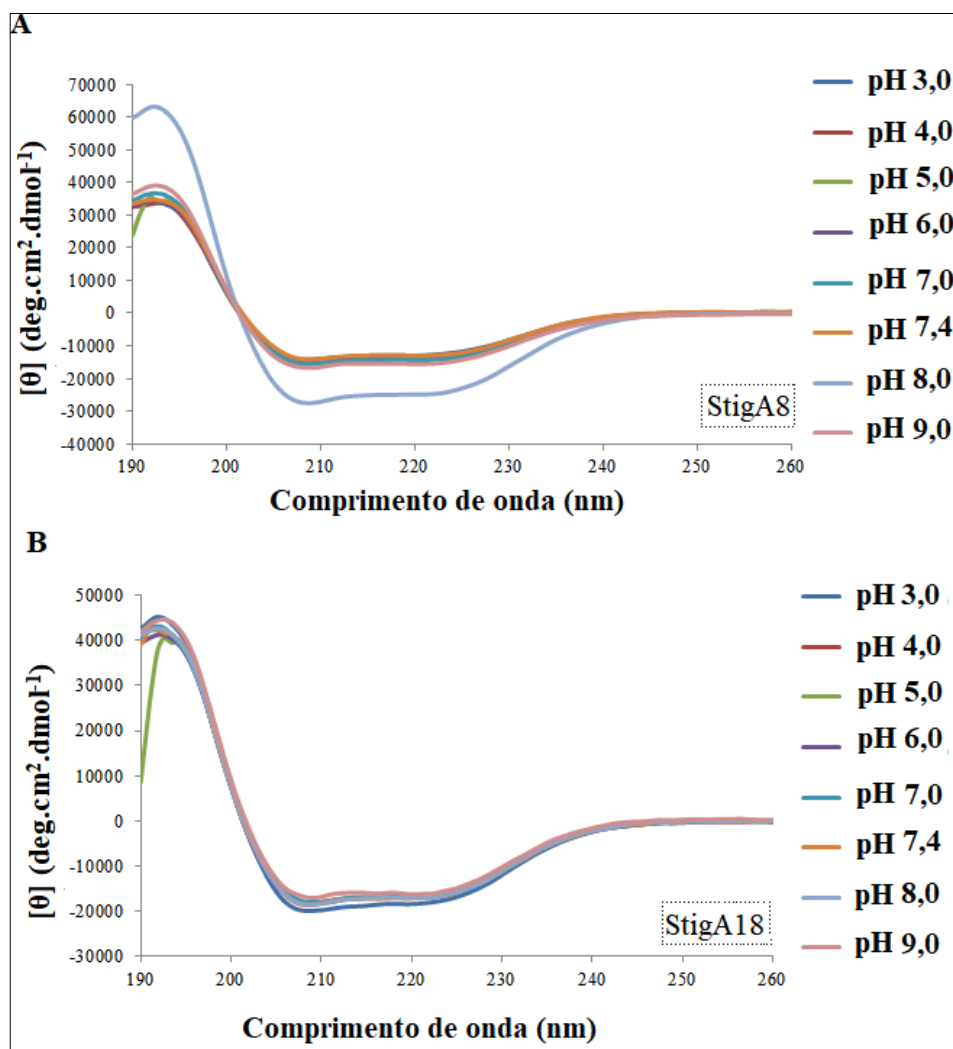 A
70000
60000
50000
40000
30000
20000
10000
0
-10000
-20000
-30000
-40000
[θ] (deg.cm².dmol⁻¹)
190 200 210 220 230 240 250 260
Comprimento de onda (nm)
StigA8
pH 3,0
pH 4,0
pH 5,0
pH 6,0
pH 7,0
pH 7,4
pH 8,0
pH 9,0
B
50000
40000
30000
20000
10000
0
-10000
-20000
-30000
[θ] (deg.cm².dmol⁻¹)
190 200 210 220 230 240 250 260
Comprimento de onda (nm)
StigA18
pH 3,0
pH 4,0
pH 5,0
pH 6,0
pH 7,0
pH 7,4
pH 8,0
pH 9,0